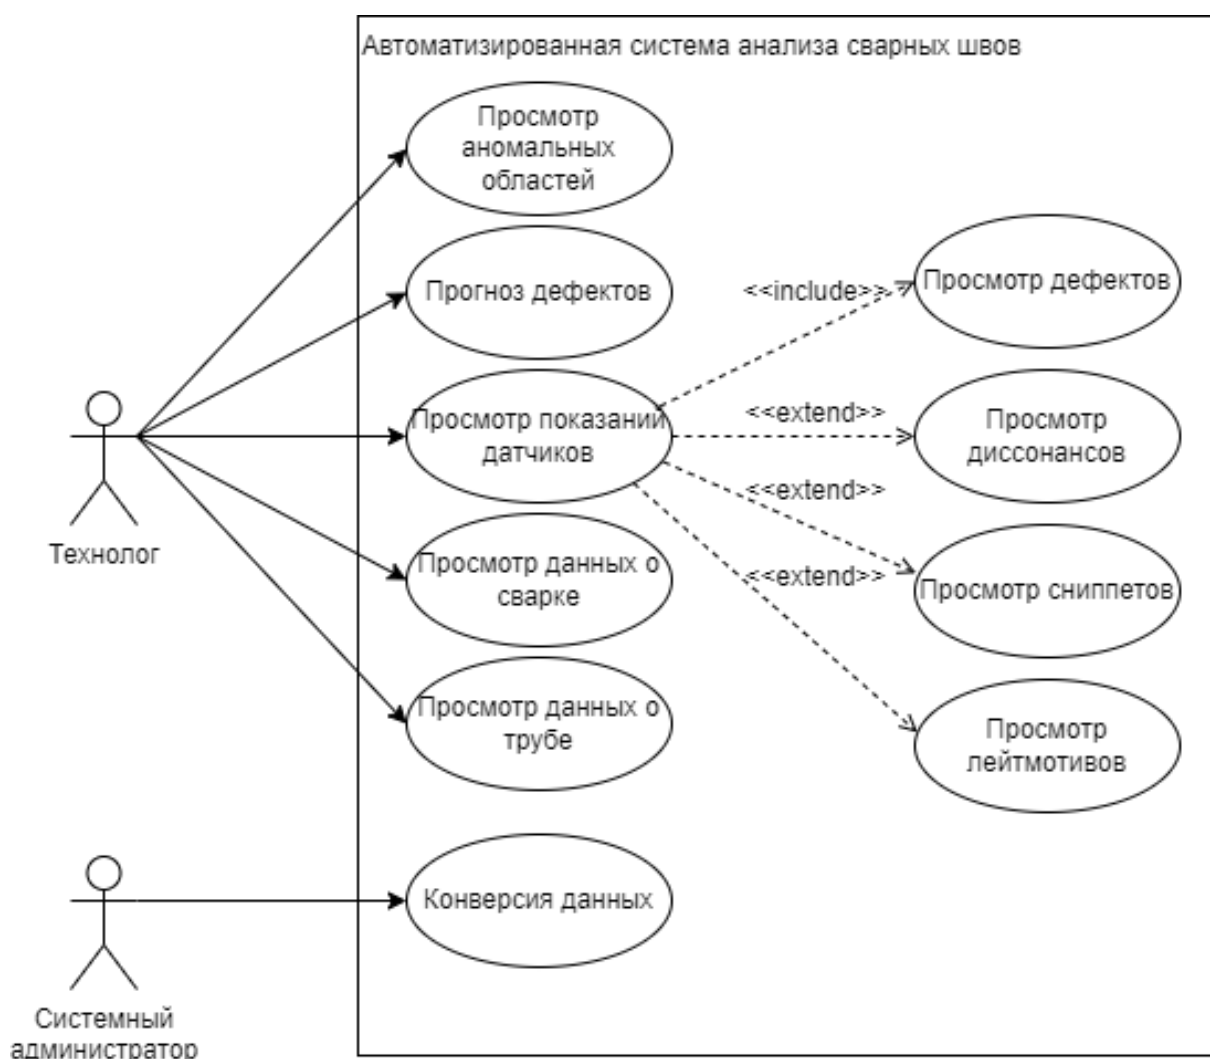 Автоматизированная система анализа сварных швов
Просмотр
аномальных
областей
Прогноз дефектов
<<include>>
Просмотр дефектов
Просмотр показаний
датчиков
<<extend>>
Просмотр
диссонансов
<<extend>>
Технолог
Просмотр данных о
сварке
<<extend>>
Просмотр сниппетов
Просмотр данных о
трубе
Просмотр
лейтмотивов
Конверсия данных
Системный
администратор